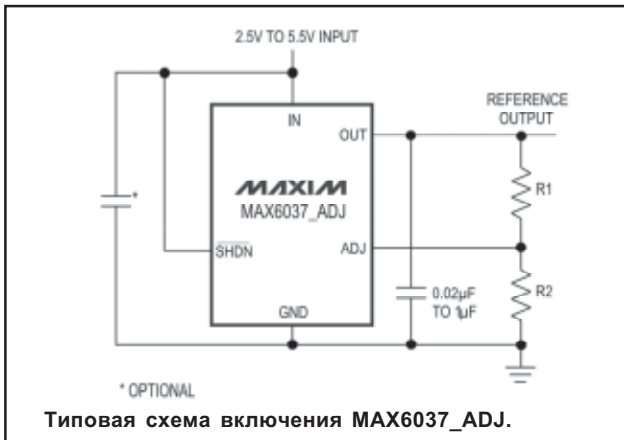 2.5V TO 5.5V INPUT
REFERENCE
OUTPUT
IN
OUT
MAXIM
MAX6037_ADJ
R1
*
SHDN
ADJ
0.02µF
TO 1µF
R2
GND
* OPTIONAL
Типовая схема включения MAX6037_ADJ.